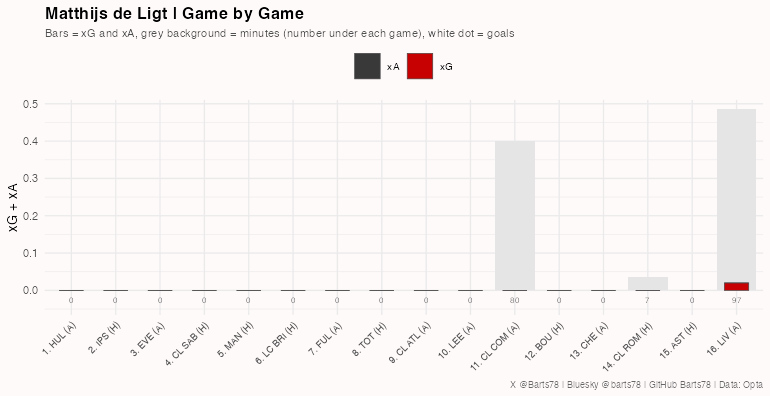 Matthijs de Ligt | Game by Game
Bars = xG and xA, grey background = minutes (number under each game), white dot = goals
xA xG
xG + xA
0.5
0.4
0.3
0.2
0.1
0.0
0 0 0 0 0 0 0 0 0 0 80 0 0 7 0 97
1. HUL (A)
2. IPS (H)
3. EVE (A)
4. CL SAB (H)
5. MAN (H)
6. LC BRI (H)
7. FUL (A)
8. TOT (H)
9. CL ATL (A)
10. LEE (A)
11. CL COM (A)
12. BOU (H)
13. CHE (A)
14. CL ROM (H)
15. AST (H)
16. LIV (A)
X @Barts78 | Bluesky @barts78 | GitHub Barts78 | Data: Opta